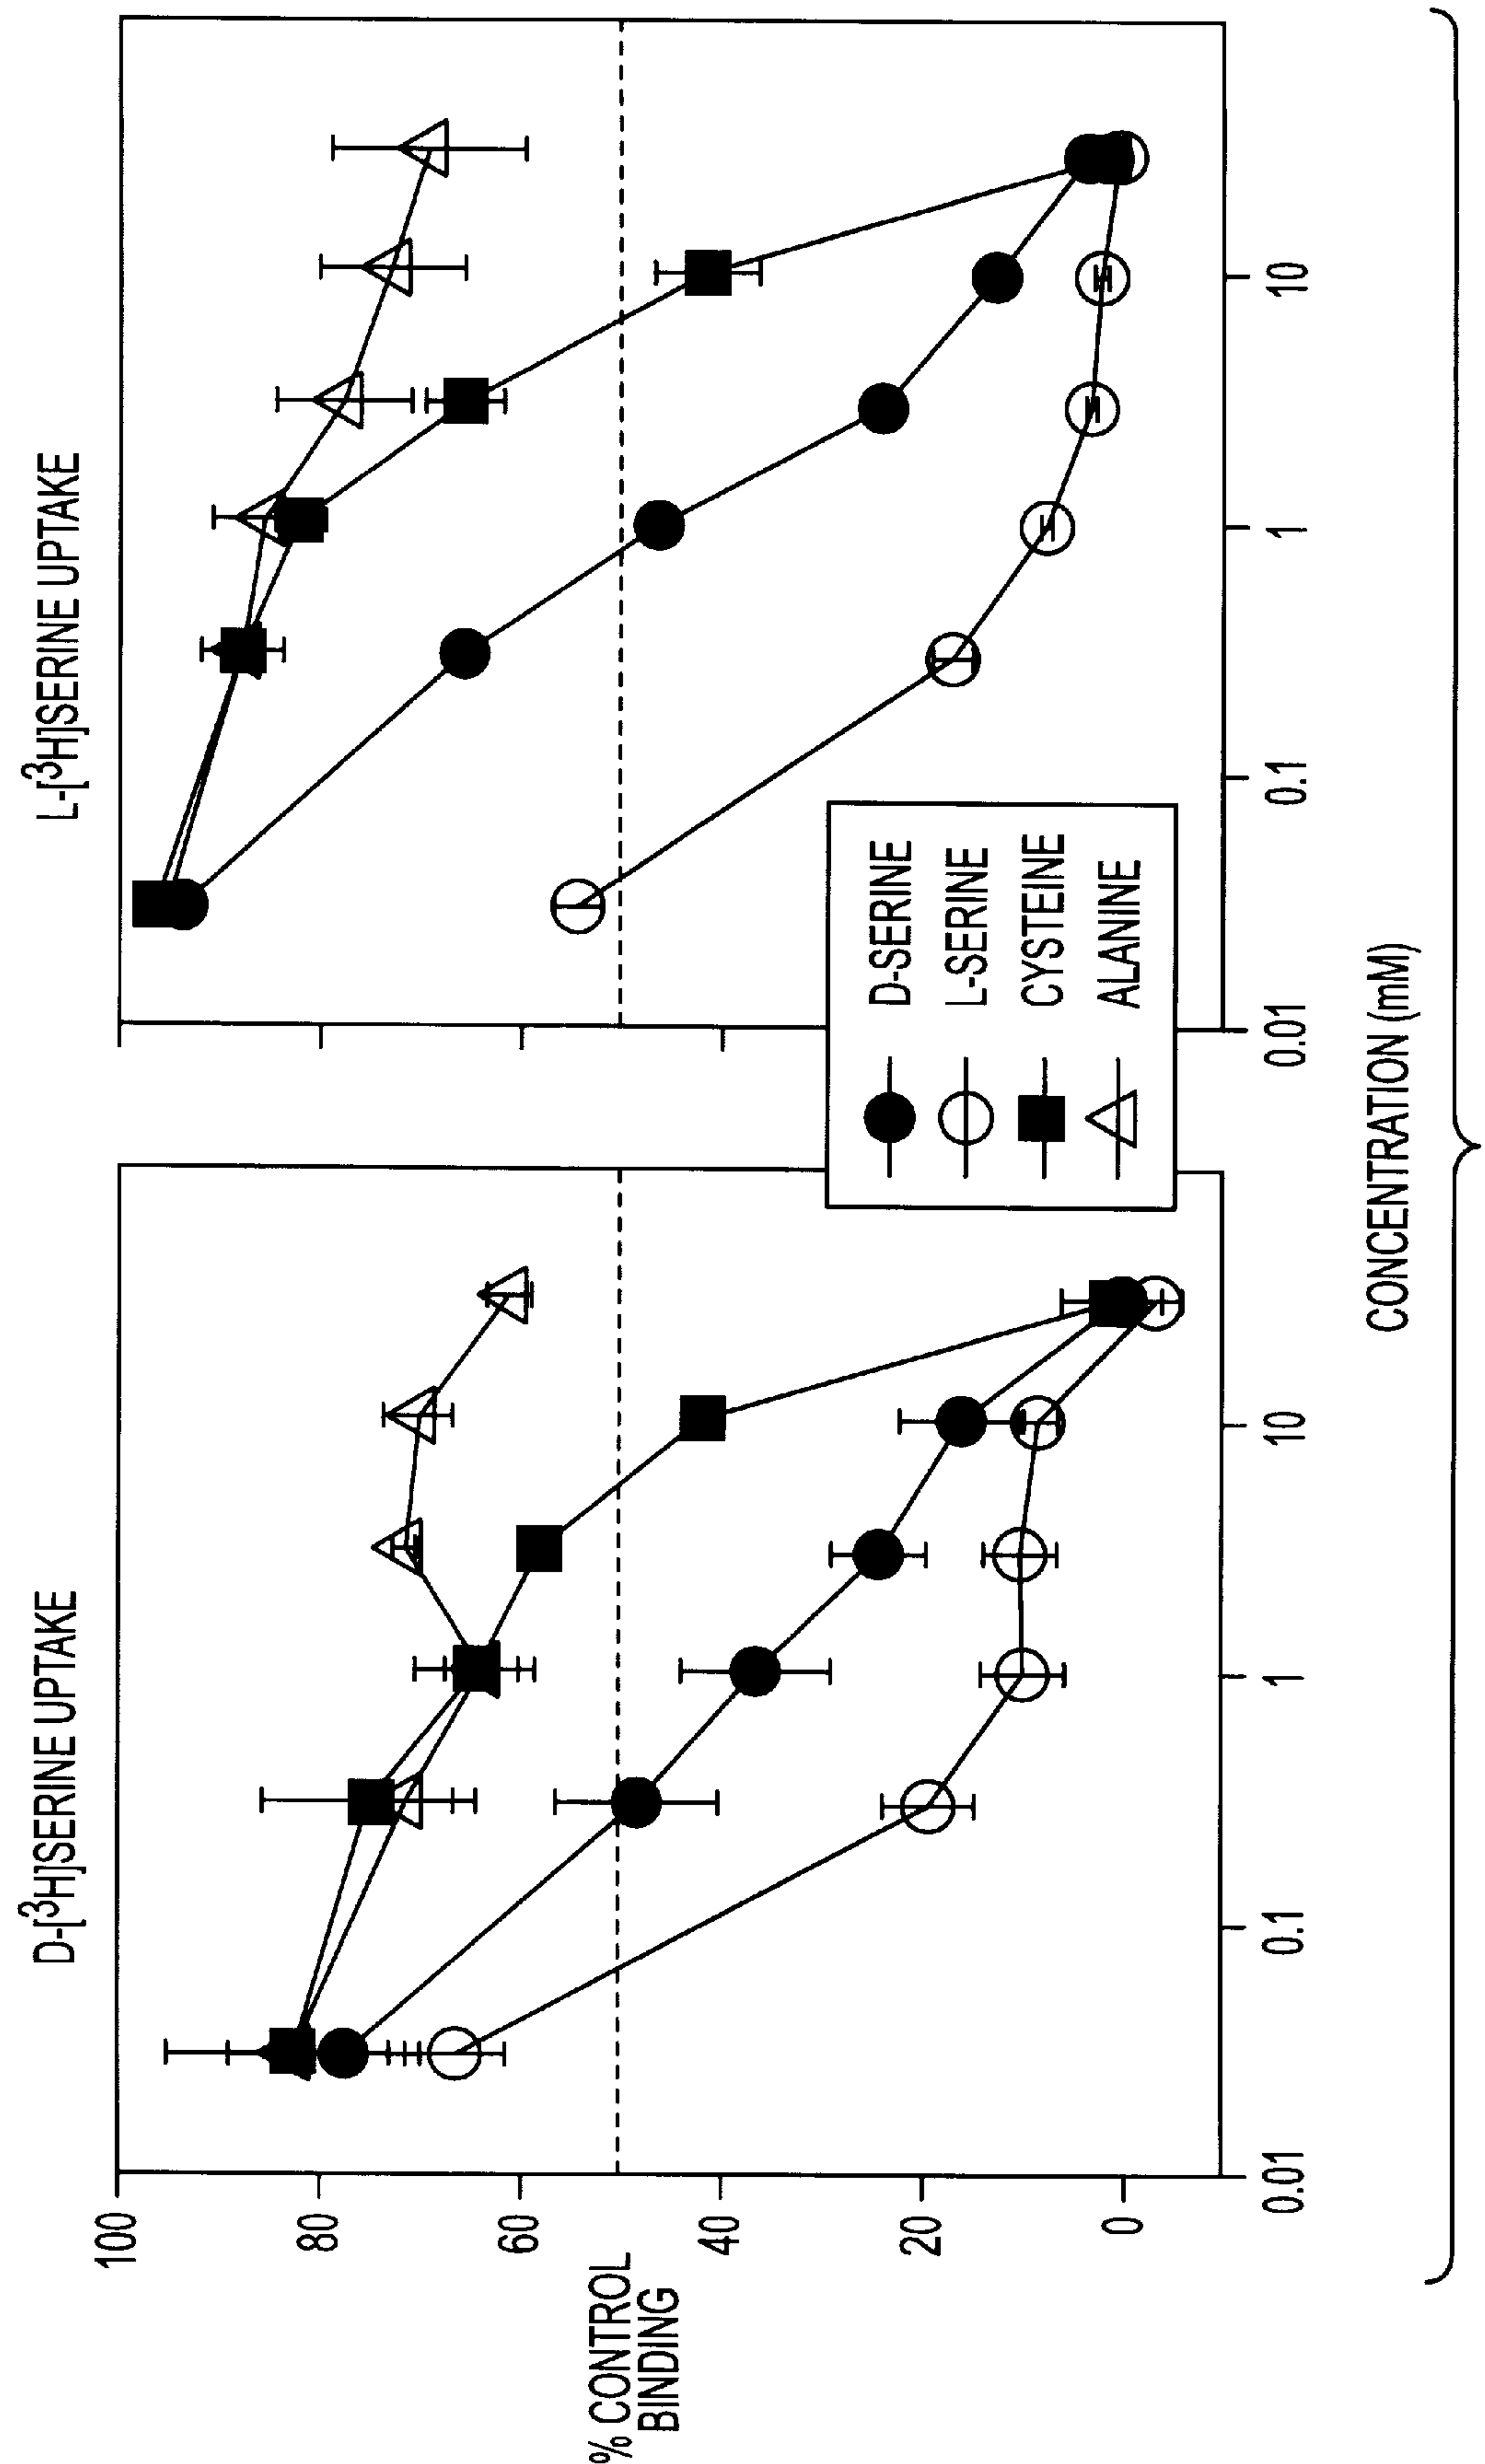 D-[³H]SERINE UPTAKE
L-[³H]SERINE UPTAKE
100
80
60
40
20
0
% CONTROL
BINDING
0.01
0.1
1
10
0.01
0.1
1
10
D-SERINE
L-SERINE
CYSTEINE
ALANINE
CONCENTRATION (mM)